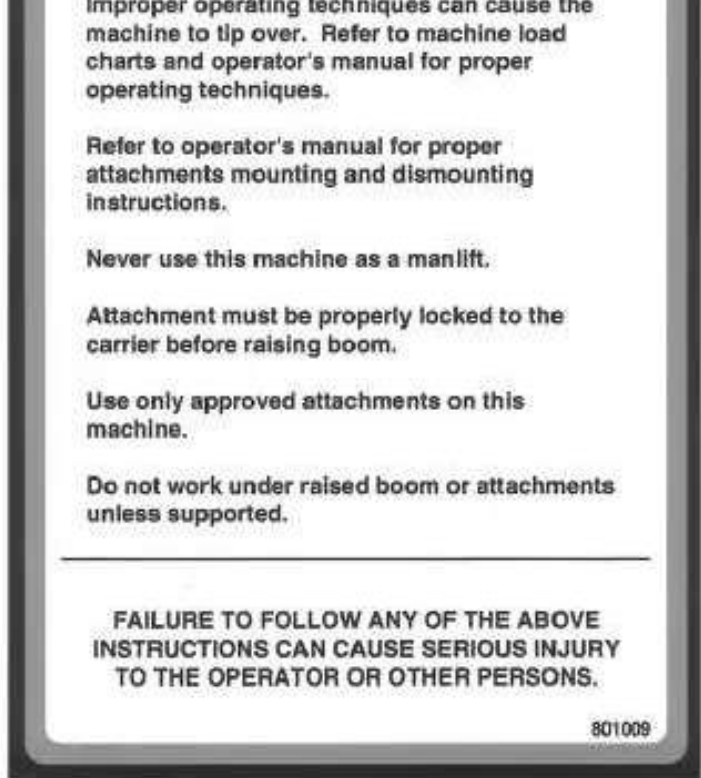 Improper operating techniques can cause the
machine to tip over. Refer to machine load
charts and operator's manual for proper
operating techniques.
Refer to operator's manual for proper
attachments mounting and dismounting
instructions.
Never use this machine as a manlift.
Attachment must be properly locked to the
carrier before raising boom.
Use only approved attachments on this
machine.
Do not work under raised boom or attachments
unless supported.
FAILURE TO FOLLOW ANY OF THE ABOVE
INSTRUCTIONS CAN CAUSE SERIOUS INJURY
TO THE OPERATOR OR OTHER PERSONS.
801009